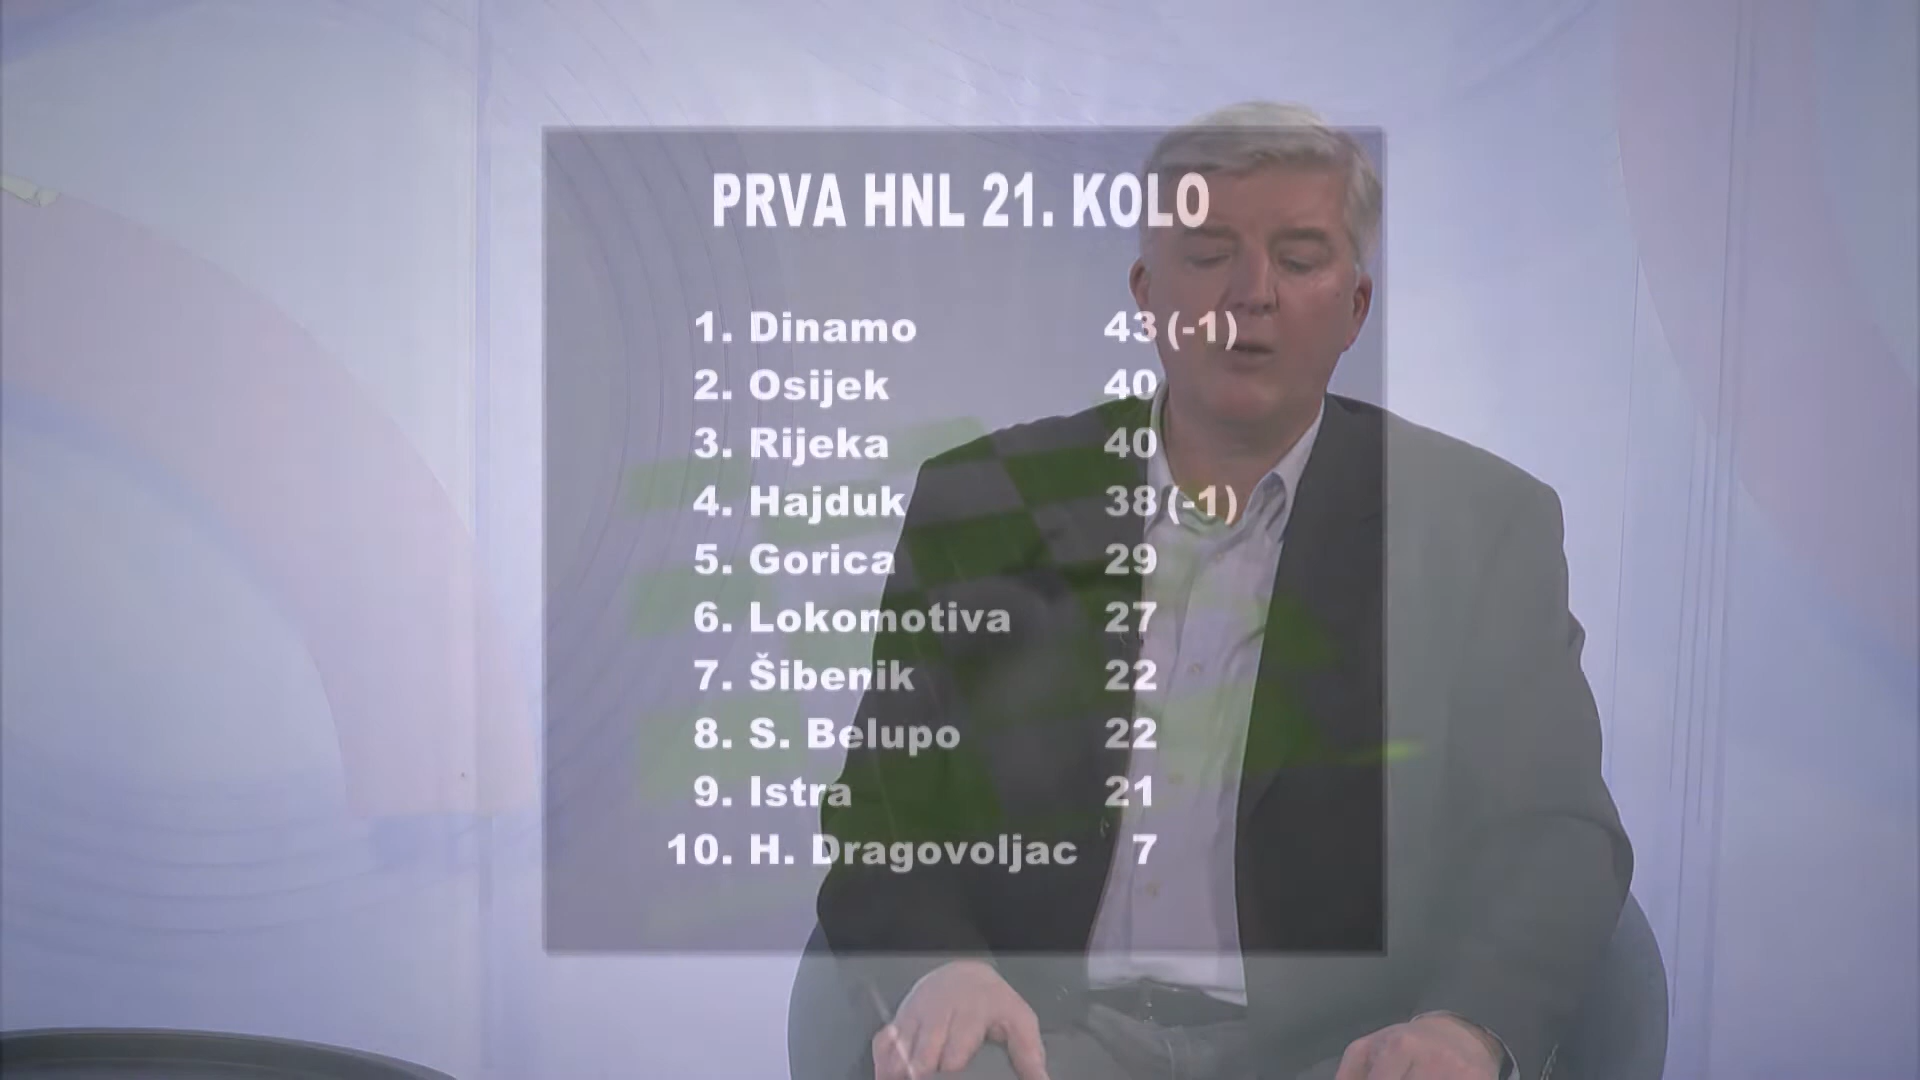 PRVA HNL 21. KOLO
1. Dinamo 43 (-1)
2. Osijek 40
3. Rijeka 40
4. Hajduk 38 (-1)
5. Gorica 29
6. Lokomotiva 27
7. Šibenik 22
8. S. Belupo 22
9. Istra 21
10. H. Dragovoljac 7